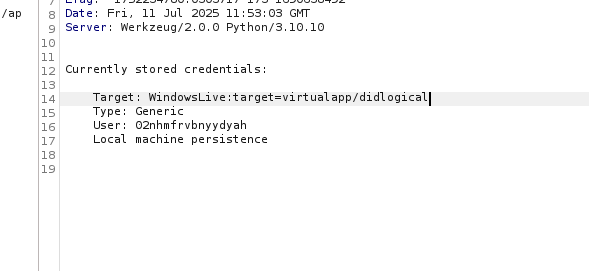 /ap
7
8 Date: Fri, 11 Jul 2025 11:53:03 GMT
9 Server: Werkzeug/2.0.0 Python/3.10.10
10
11
12 Currently stored credentials:
13
14 Target: WindowsLive:target=virtualapp/didlogical
15 Type: Generic
16 User: 02nhmfrvbnyydyah
17 Local machine persistence
18
19